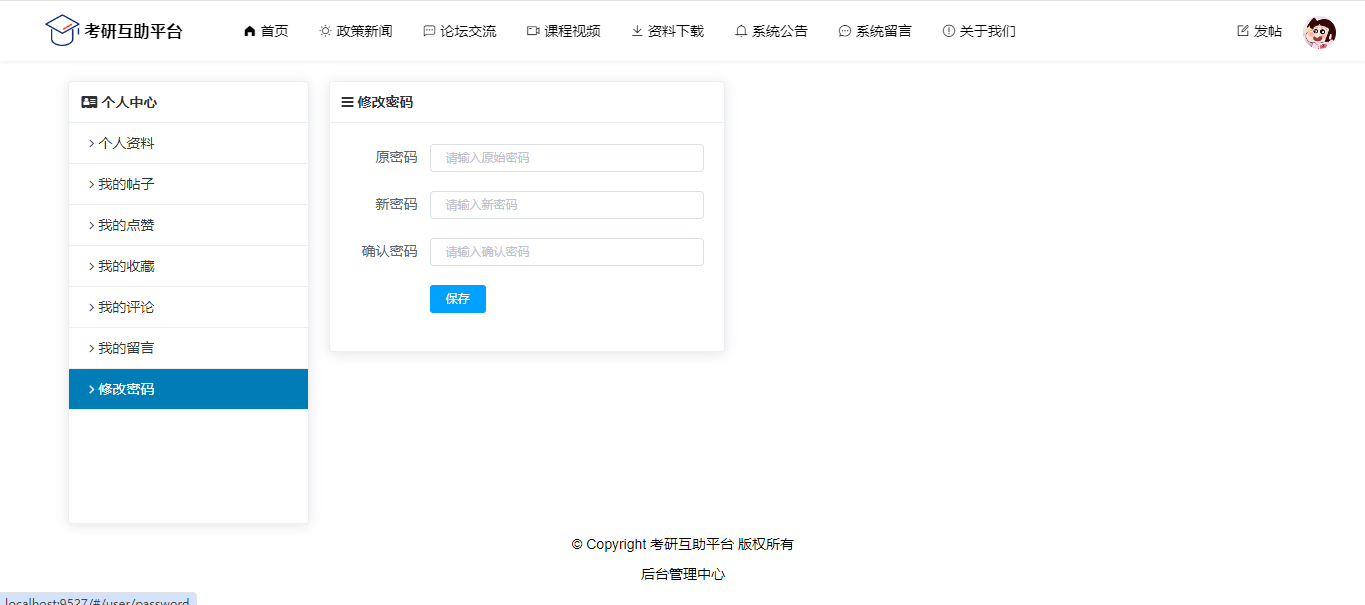 考研互助平台 首页 政策新闻 论坛交流 课程视频 资料下载 系统公告 系统留言 关于我们 发帖
个人中心
个人资料
我的帖子
我的点赞
我的收藏
我的评论
我的留言
修改密码
修改密码
原密码 请输入原始密码
新密码 请输入新密码
确认密码 请输入确认密码
保存
© Copyright 考研互助平台 版权所有
后台管理中心
localhost:9527/#/user/password